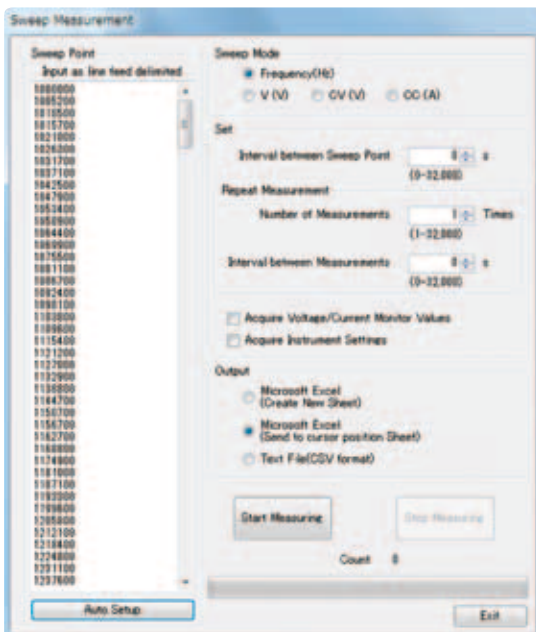 Sweep Measurement
Sweep Point
Input as line feed delimited
1000000
1005200
1010500
1015700
1021000
1026300
1031700
1037100
1042500
1047900
1053400
1058900
1064400
1069900
1075500
1081100
1086700
1092400
1098100
1103800
1109600
1115400
1121200
1127000
1132900
1138800
1144700
1150700
1156700
1162700
1168800
1174900
1181000
1187100
1193300
1199600
1205800
1212100
1218400
1224800
1231100
1237600
Auto Setup
Sweep Mode
Frequency(Hz)
V (V) CV (V) CC (A)
Set
Interval between Sweep Point 0 s
(0-32,000)
Repeat Measurement
Number of Measurements 1 Times
(1-32,000)
Interval between Measurements 0 s
(0-32,000)
Acquire Voltage/Current Monitor Values
Acquire Instrument Settings
Output
Microsoft Excel
(Create New Sheet)
Microsoft Excel
(Send to cursor position Sheet)
Text File(CSV format)
Start Measuring Stop Measuring
Count 0
Exit